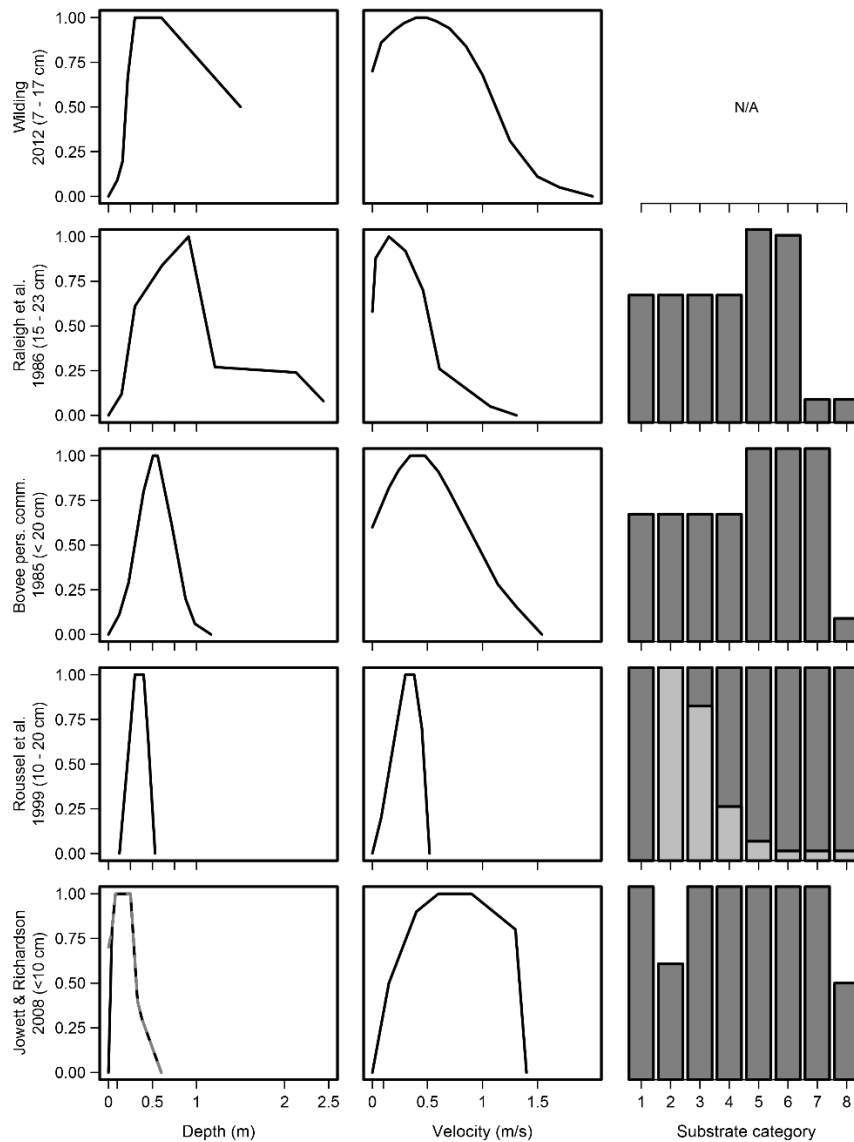 Wilding
2012 (7 - 17 cm)
1.00
0.75
0.50
0.25
0.00
N/A
Raleigh et al.
1986 (15 - 23 cm)
1.00
0.75
0.50
0.25
0.00
Bovee pers. comm.
1985 (< 20 cm)
1.00
0.75
0.50
0.25
0.00
Roussel et al.
1999 (10 - 20 cm)
1.00
0.75
0.50
0.25
0.00
Jowett & Richardson
2008 (<10 cm)
1.00
0.75
0.50
0.25
0.00
0 0.5 1 2 2.5
0 0.5 1.5
1 2 3 4 5 6 7 8
Depth (m)
Velocity (m/s)
Substrate category